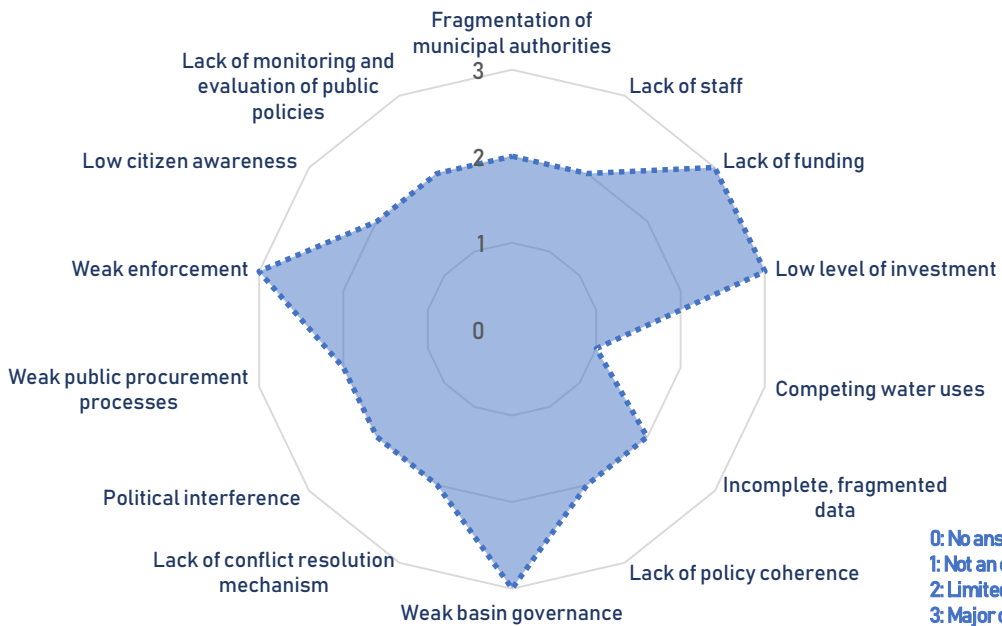 Fragmentation of
municipal authorities
Lack of staff
Lack of funding
Low level of investment
Competing water uses
Incomplete, fragmented
data
Lack of policy coherence
Weak basin governance
Lack of conflict resolution
mechanism
Political interference
Weak public procurement
processes
Weak enforcement
Low citizen awareness
Lack of monitoring and
evaluation of public
policies
3
2
1
0
0: No
1: Not an
2: Limited
3: Major